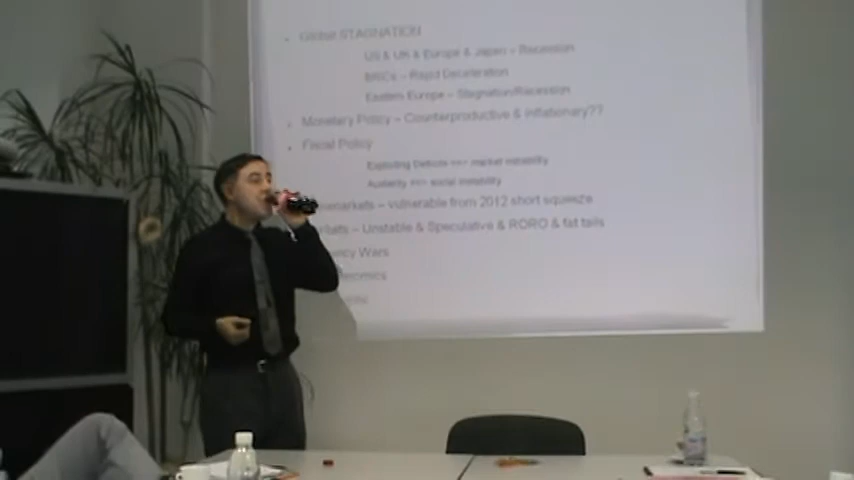 Global STAGNATION
US & UK & Europe & Japan – Recession
BRICs – Rapid Deceleration
Eastern Europe – Stagnation/Recession
Monetary Policy – Counterproductive & inflationary??
Fiscal Policy
Exploding Deficits ==> market instability
Austerity ==> social instability
markets – vulnerable from 2012 short squeeze
– Unstable & Speculative & RORO & fat tails
ency Wars
nomics